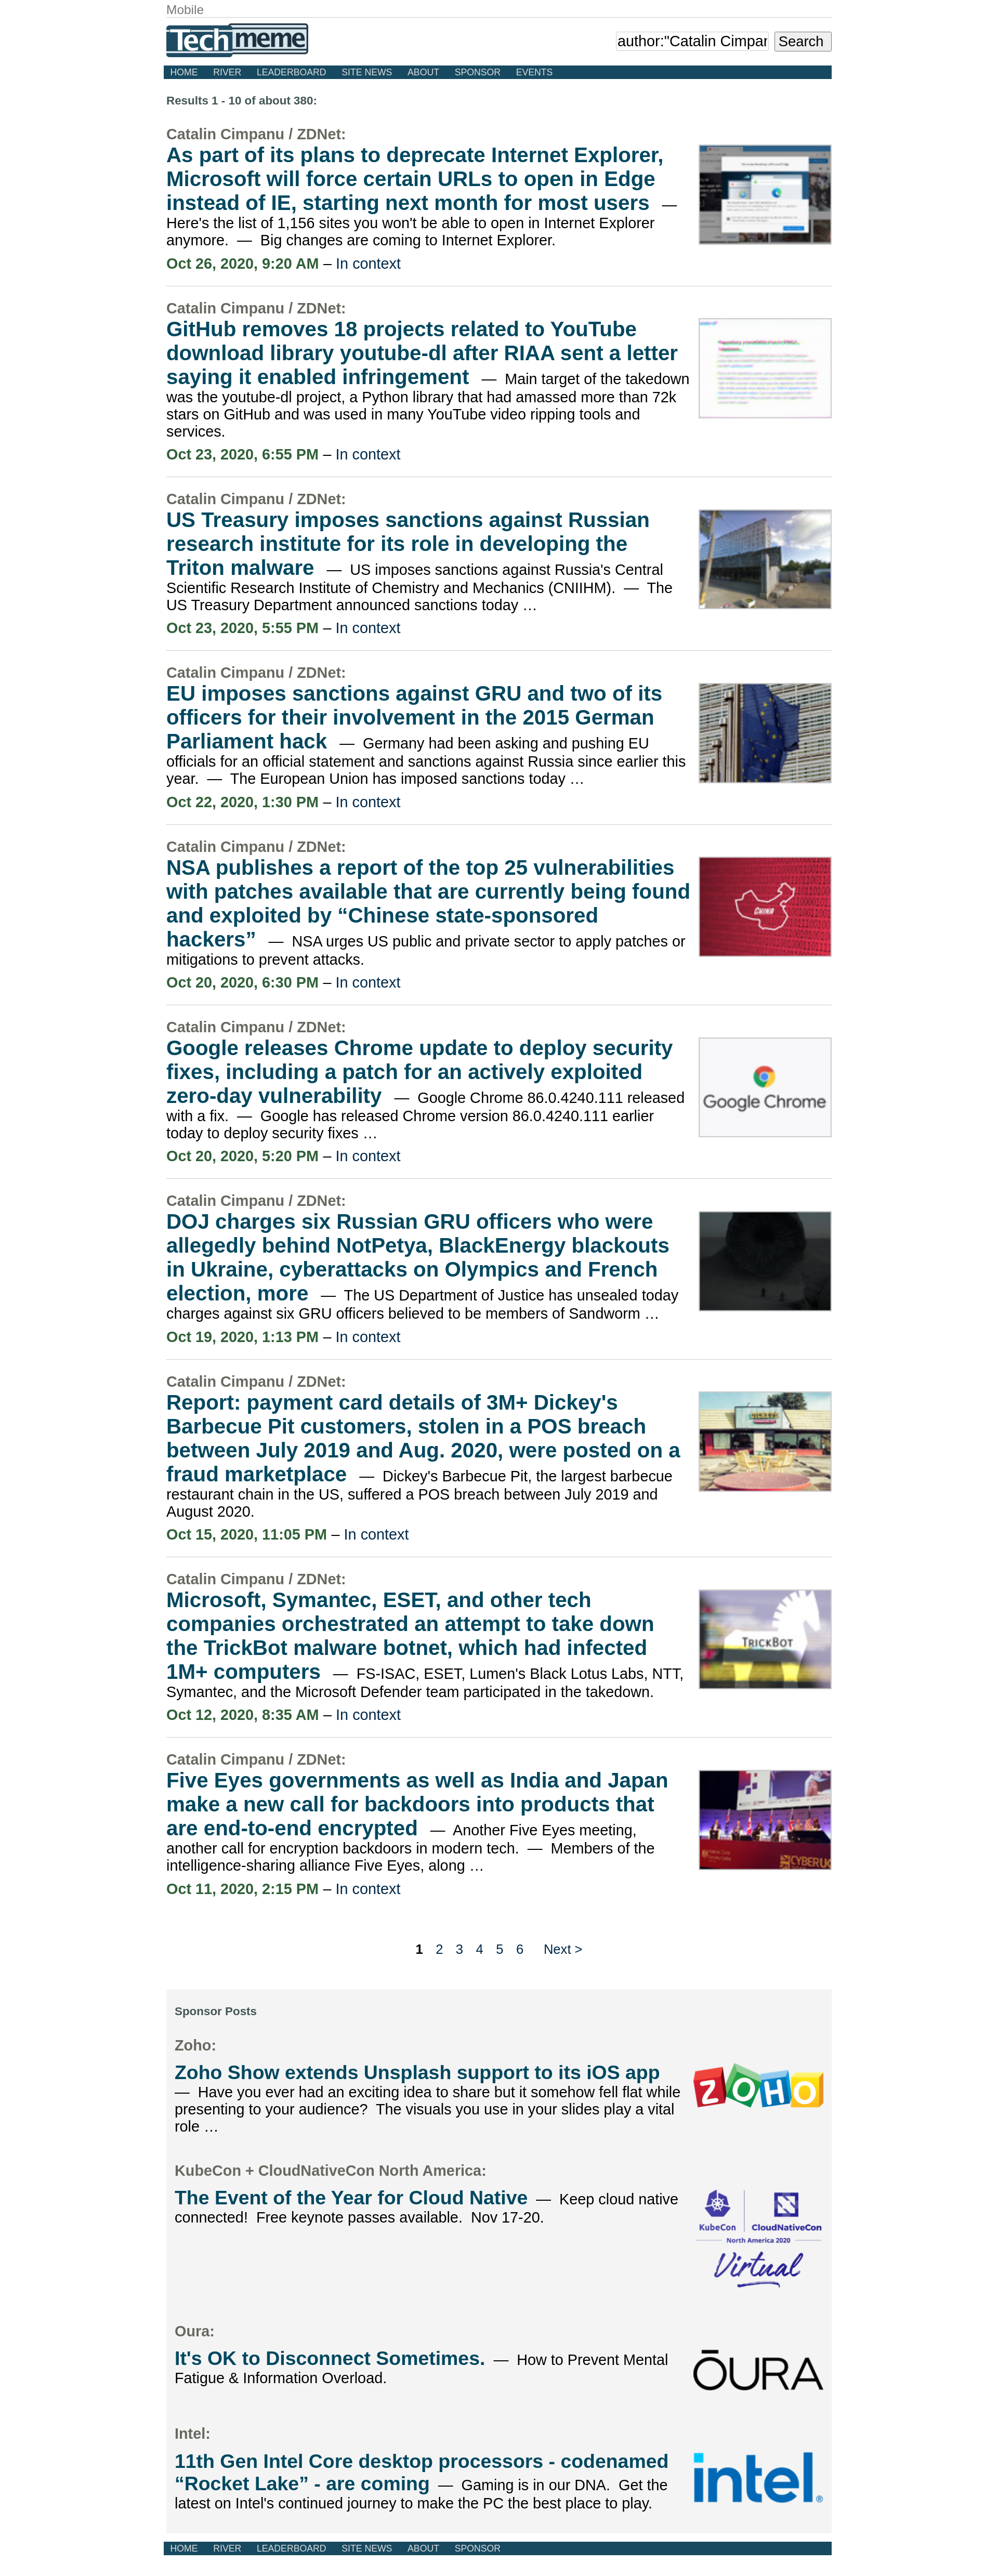 Mobile
Techmeme
author:"Catalin Cimpar
Search
HOME RIVER LEADERBOARD SITE NEWS ABOUT SPONSOR EVENTS
Results 1 - 10 of about 380:
Catalin Cimpanu / ZDNet:
As part of its plans to deprecate Internet Explorer,
Microsoft will force certain URLs to open in Edge
instead of IE, starting next month for most users —
Here's the list of 1,156 sites you won't be able to open in Internet Explorer
anymore. — Big changes are coming to Internet Explorer.
Oct 26, 2020, 9:20 AM – In context
Catalin Cimpanu / ZDNet:
GitHub removes 18 projects related to YouTube
download library youtube-dl after RIAA sent a letter
saying it enabled infringement — Main target of the takedown
was the youtube-dl project, a Python library that had amassed more than 72k
stars on GitHub and was used in many YouTube video ripping tools and
services.
Oct 23, 2020, 6:55 PM – In context
Catalin Cimpanu / ZDNet:
US Treasury imposes sanctions against Russian
research institute for its role in developing the
Triton malware — US imposes sanctions against Russia's Central
Scientific Research Institute of Chemistry and Mechanics (CNIIHM). — The
US Treasury Department announced sanctions today …
Oct 23, 2020, 5:55 PM – In context
Catalin Cimpanu / ZDNet:
EU imposes sanctions against GRU and two of its
officers for their involvement in the 2015 German
Parliament hack — Germany had been asking and pushing EU
officials for an official statement and sanctions against Russia since earlier this
year. — The European Union has imposed sanctions today …
Oct 22, 2020, 1:30 PM – In context
Catalin Cimpanu / ZDNet:
NSA publishes a report of the top 25 vulnerabilities
with patches available that are currently being found
and exploited by “Chinese state-sponsored
hackers” — NSA urges US public and private sector to apply patches or
mitigations to prevent attacks.
Oct 20, 2020, 6:30 PM – In context
CHINA
Catalin Cimpanu / ZDNet:
Google releases Chrome update to deploy security
fixes, including a patch for an actively exploited
zero-day vulnerability — Google Chrome 86.0.4240.111 released
with a fix. — Google has released Chrome version 86.0.4240.111 earlier
today to deploy security fixes …
Oct 20, 2020, 5:20 PM – In context
Google Chrome
Catalin Cimpanu / ZDNet:
DOJ charges six Russian GRU officers who were
allegedly behind NotPetya, BlackEnergy blackouts
in Ukraine, cyberattacks on Olympics and French
election, more — The US Department of Justice has unsealed today
charges against six GRU officers believed to be members of Sandworm …
Oct 19, 2020, 1:13 PM – In context
Catalin Cimpanu / ZDNet:
Report: payment card details of 3M+ Dickey's
Barbecue Pit customers, stolen in a POS breach
between July 2019 and Aug. 2020, were posted on a
fraud marketplace — Dickey's Barbecue Pit, the largest barbecue
restaurant chain in the US, suffered a POS breach between July 2019 and
August 2020.
Oct 15, 2020, 11:05 PM – In context
Catalin Cimpanu / ZDNet:
Microsoft, Symantec, ESET, and other tech
companies orchestrated an attempt to take down
the TrickBot malware botnet, which had infected
1M+ computers — FS-ISAC, ESET, Lumen's Black Lotus Labs, NTT,
Symantec, and the Microsoft Defender team participated in the takedown.
Oct 12, 2020, 8:35 AM – In context
TRICKBOT
Catalin Cimpanu / ZDNet:
Five Eyes governments as well as India and Japan
make a new call for backdoors into products that
are end-to-end encrypted — Another Five Eyes meeting,
another call for encryption backdoors in modern tech. — Members of the
intelligence-sharing alliance Five Eyes, along …
Oct 11, 2020, 2:15 PM – In context
CYBERUK
1 2 3 4 5 6 Next >
Sponsor Posts
Zoho:
Zoho Show extends Unsplash support to its iOS app
— Have you ever had an exciting idea to share but it somehow fell flat while
presenting to your audience? The visuals you use in your slides play a vital
role …
ZOHO
KubeCon + CloudNativeCon North America:
The Event of the Year for Cloud Native — Keep cloud native
connected! Free keynote passes available. Nov 17-20.
KubeCon CloudNativeCon
North America 2020
Virtual
Oura:
It's OK to Disconnect Sometimes. — How to Prevent Mental
Fatigue & Information Overload.
ŌURA
Intel:
11th Gen Intel Core desktop processors - codenamed
“Rocket Lake” - are coming — Gaming is in our DNA. Get the
latest on Intel's continued journey to make the PC the best place to play.
intel®
HOME RIVER LEADERBOARD SITE NEWS ABOUT SPONSOR